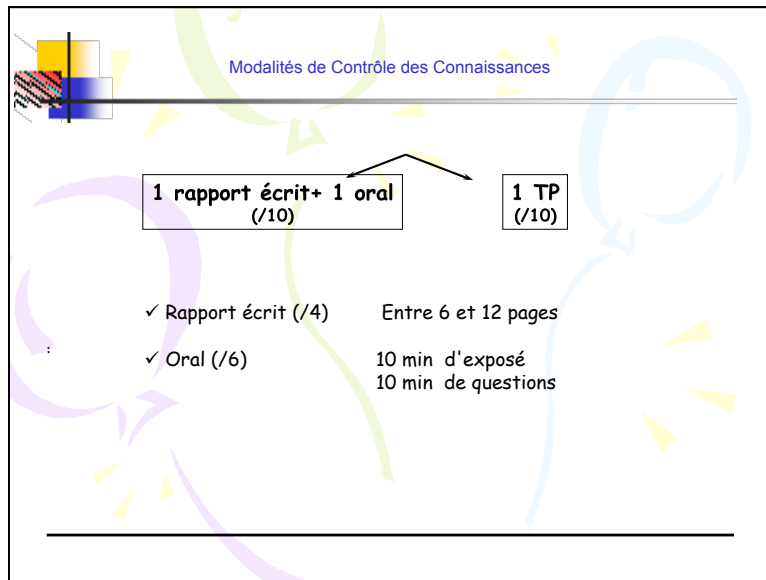 Modalités de Contrôle des Connaissances
1 rapport écrit+ 1 oral
(/10)
1 TP
(/10)
✓ Rapport écrit (/4) Entre 6 et 12 pages
:
✓ Oral (/6) 10 min d'exposé
10 min de questions